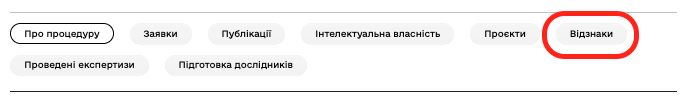 Про процедуру Заявки Публікації Інтелектуальна власність Проєкти Відзнаки
Проведені експертизи Підготовка дослідників